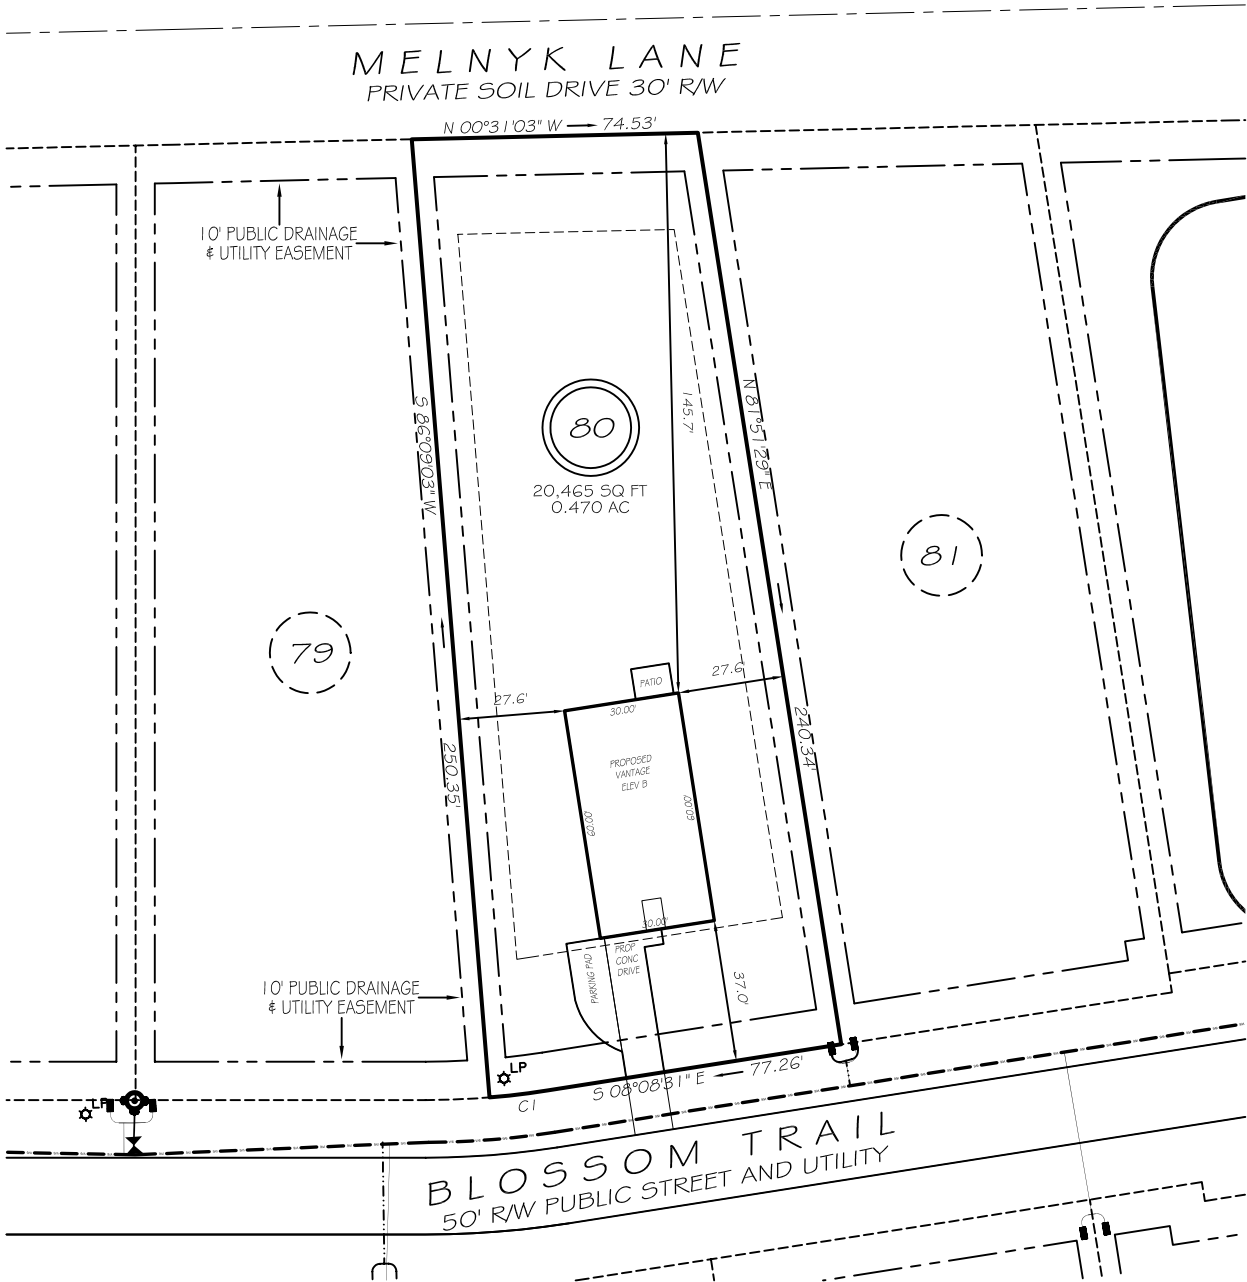 MELNYK LANE
PRIVATE SOIL DRIVE 30' R/W
N 00°31'03" W 74.53'
10' PUBLIC DRAINAGE
& UTILITY EASEMENT
S 86°09'03" W
250.35'
N 81°51'29" E
240.34'
145.7'
80
20,465 SQ FT
0.470 AC
81
79
27.6'
27.6'
PATIO
30.00'
PROPOSED
VANTAGE
ELEV B
60.00'
60.00'
30.00'
PROP
CONC
DRIVE
PARKING PAD
37.0'
10' PUBLIC DRAINAGE
& UTILITY EASEMENT
LP
LP
C1
S 08°08'31" E 77.26'
BLOSSOM TRAIL
50' R/W PUBLIC STREET AND UTILITY